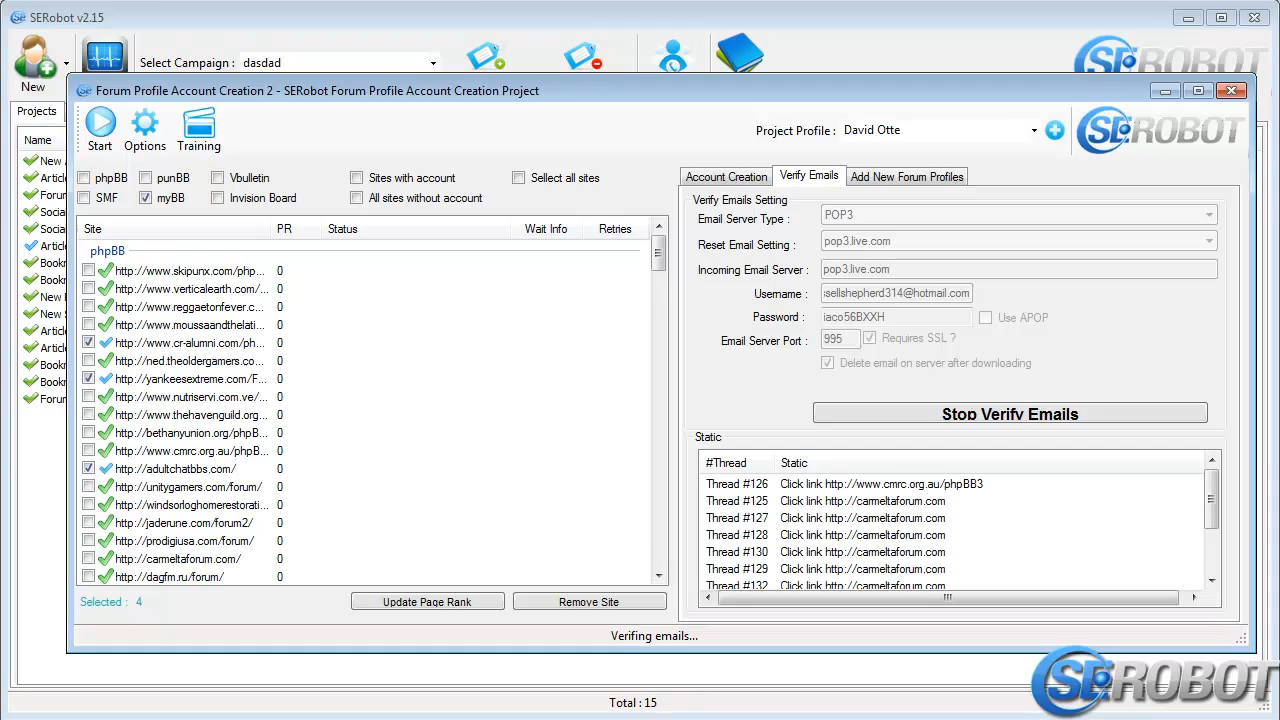 SERobot v2.15
New
Select Campaign :
dasdad
SEROBOT
Forum Profile Account Creation 2 - SERobot Forum Profile Account Creation Project
Start
Options
Training
Project Profile :
David Otte
SEROBOT
Projects
Name
New
Article
Forum
Socia
Socia
Article
Book
Book
New
New
Article
Article
Book
Book
Forum
phpBB
punBB
Vbulletin
Sites with account
Sellect all sites
SMF
myBB
Invision Board
All sites without account
Site
PR
Status
Wait Info
Retries
phpBB
http://www.skipunx.com/php... 0
http://www.verticalearth.com/... 0
http://www.reggaetonfever.c... 0
http://www.moussaandthelati... 0
http://www.cr-alumni.com/ph... 0
http://ned.theoldergamers.co... 0
http://yankeesextreme.com/F... 0
http://www.nutriservi.com.ve/... 0
http://www.thehavenguild.org... 0
http://bethanyunion.org/phpB... 0
http://www.cmrc.org.au/phpB... 0
http://adultchatbbs.com/ 0
http://unitygamers.com/forum/ 0
http://windsorloghomerestorati... 0
http://jaderune.com/forum2/ 0
http://prodigiusa.com/forum/ 0
http://carmeltaforum.com/ 0
http://dagfm.ru/forum/ 0
Selected : 4
Update Page Rank
Remove Site
Account Creation
Verify Emails
Add New Forum Profiles
Verify Emails Setting
Email Server Type :
POP3
Reset Email Setting :
pop3.live.com
Incoming Email Server :
pop3.live.com
Username :
sellshepherd314@hotmail.com
Password :
iaco56BXXH
Use APOP
Email Server Port :
995
Requires SSL ?
Delete email on server after downloading
Stop Verify Emails
Static
#Thread
Static
Thread #126 Click link http://www.cmrc.org.au/phpBB3
Thread #125 Click link http://carmeltaforum.com
Thread #127 Click link http://carmeltaforum.com
Thread #128 Click link http://carmeltaforum.com
Thread #130 Click link http://carmeltaforum.com
Thread #129 Click link http://carmeltaforum.com
Thread #132 Click link http://carmeltaforum.com
Verifing emails...
Total : 15
SEROBOT